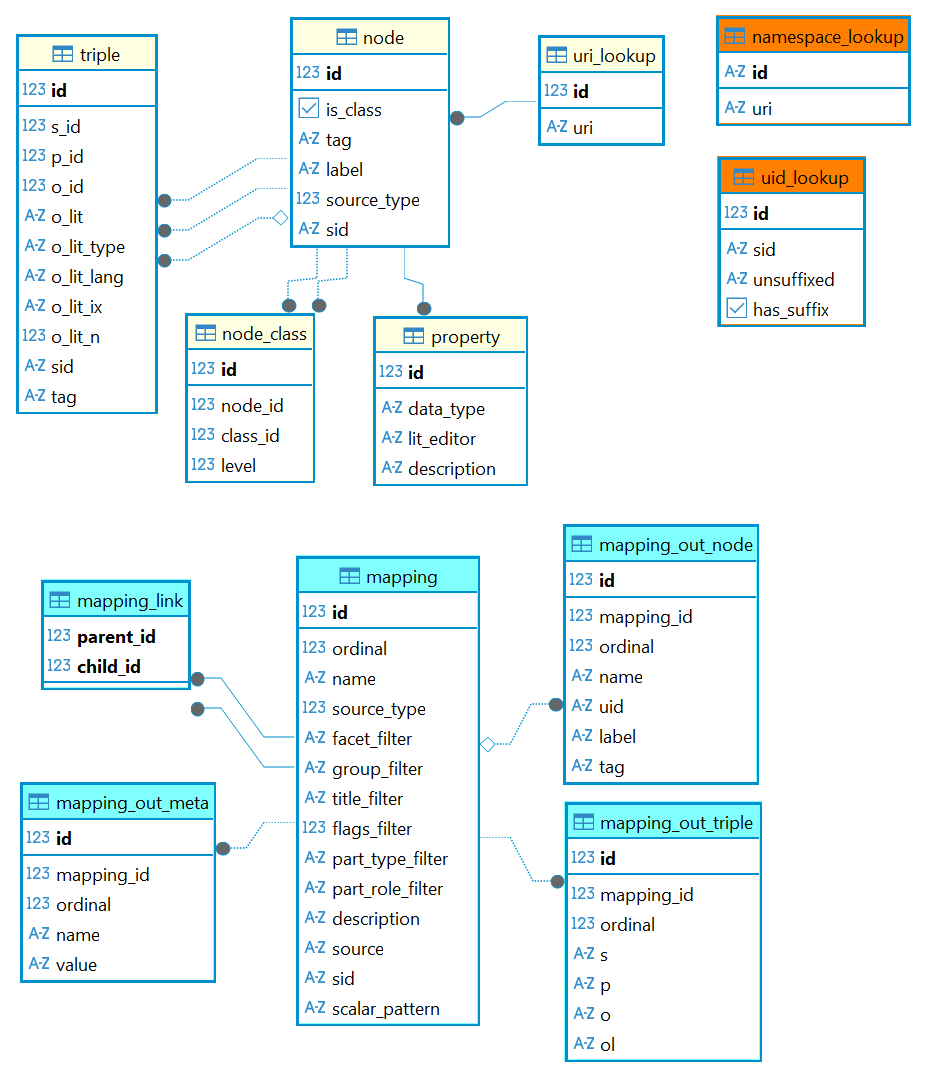 triple
123 id
123 s_id
123 p_id
123 o_id
A-Z o_lit
A-Z o_lit_type
A-Z o_lit_lang
A-Z o_lit_ix
123 o_lit_n
A-Z sid
A-Z tag
node
123 id
is_class
A-Z tag
A-Z label
123 source_type
A-Z sid
uri_lookup
123 id
A-Z uri
namespace_lookup
A-Z id
A-Z uri
uid_lookup
123 id
A-Z sid
A-Z unsuffixed
has_suffix
node_class
123 id
123 node_id
123 class_id
123 level
property
123 id
A-Z data_type
A-Z lit_editor
A-Z description
mapping_link
123 parent_id
123 child_id
mapping
123 id
123 ordinal
A-Z name
123 source_type
A-Z facet_filter
A-Z group_filter
A-Z title_filter
123 flags_filter
A-Z part_type_filter
A-Z part_role_filter
A-Z description
A-Z source
A-Z sid
A-Z scalar_pattern
mapping_out_node
123 id
123 mapping_id
123 ordinal
A-Z name
A-Z uid
A-Z label
A-Z tag
mapping_out_meta
123 id
123 mapping_id
123 ordinal
A-Z name
A-Z value
mapping_out_triple
123 id
123 mapping_id
123 ordinal
A-Z s
A-Z p
A-Z o
A-Z ol